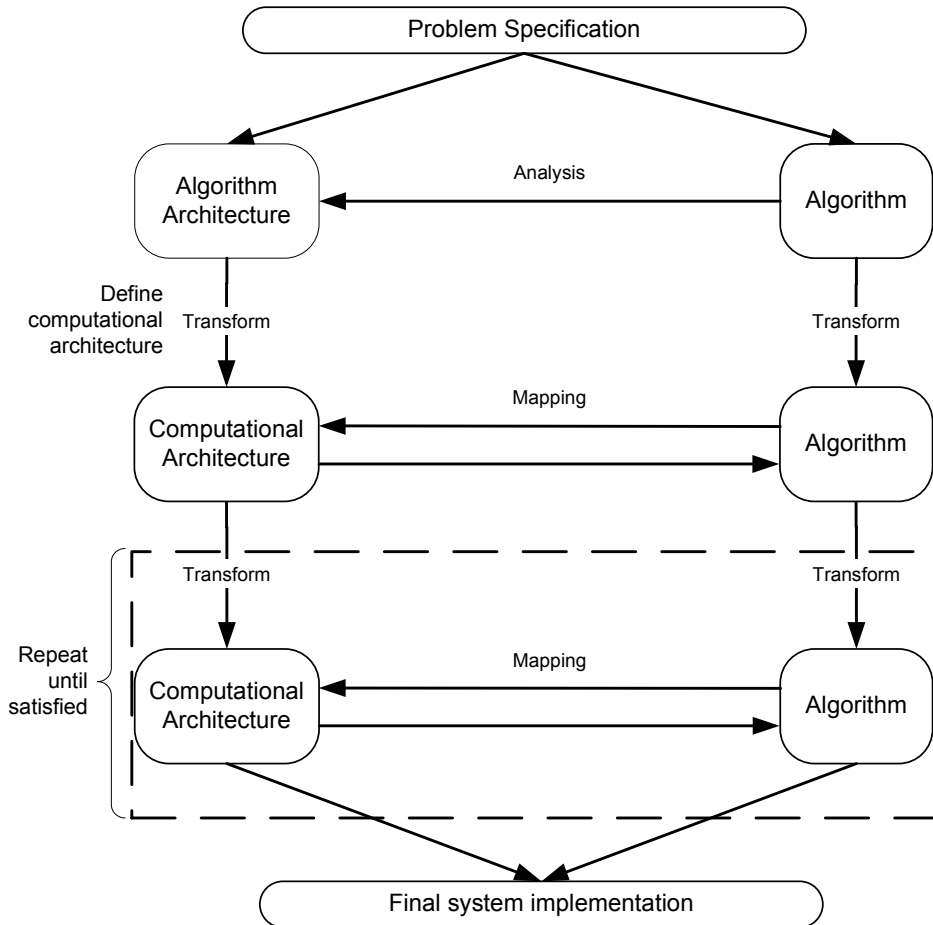 Problem Specification
Algorithm
Architecture
Analysis
Algorithm
Define
computational
architecture
Transform
Transform
Computational
Architecture
Mapping
Algorithm
Transform
Transform
Repeat
until
satisfied
Computational
Architecture
Mapping
Algorithm
Final system implementation